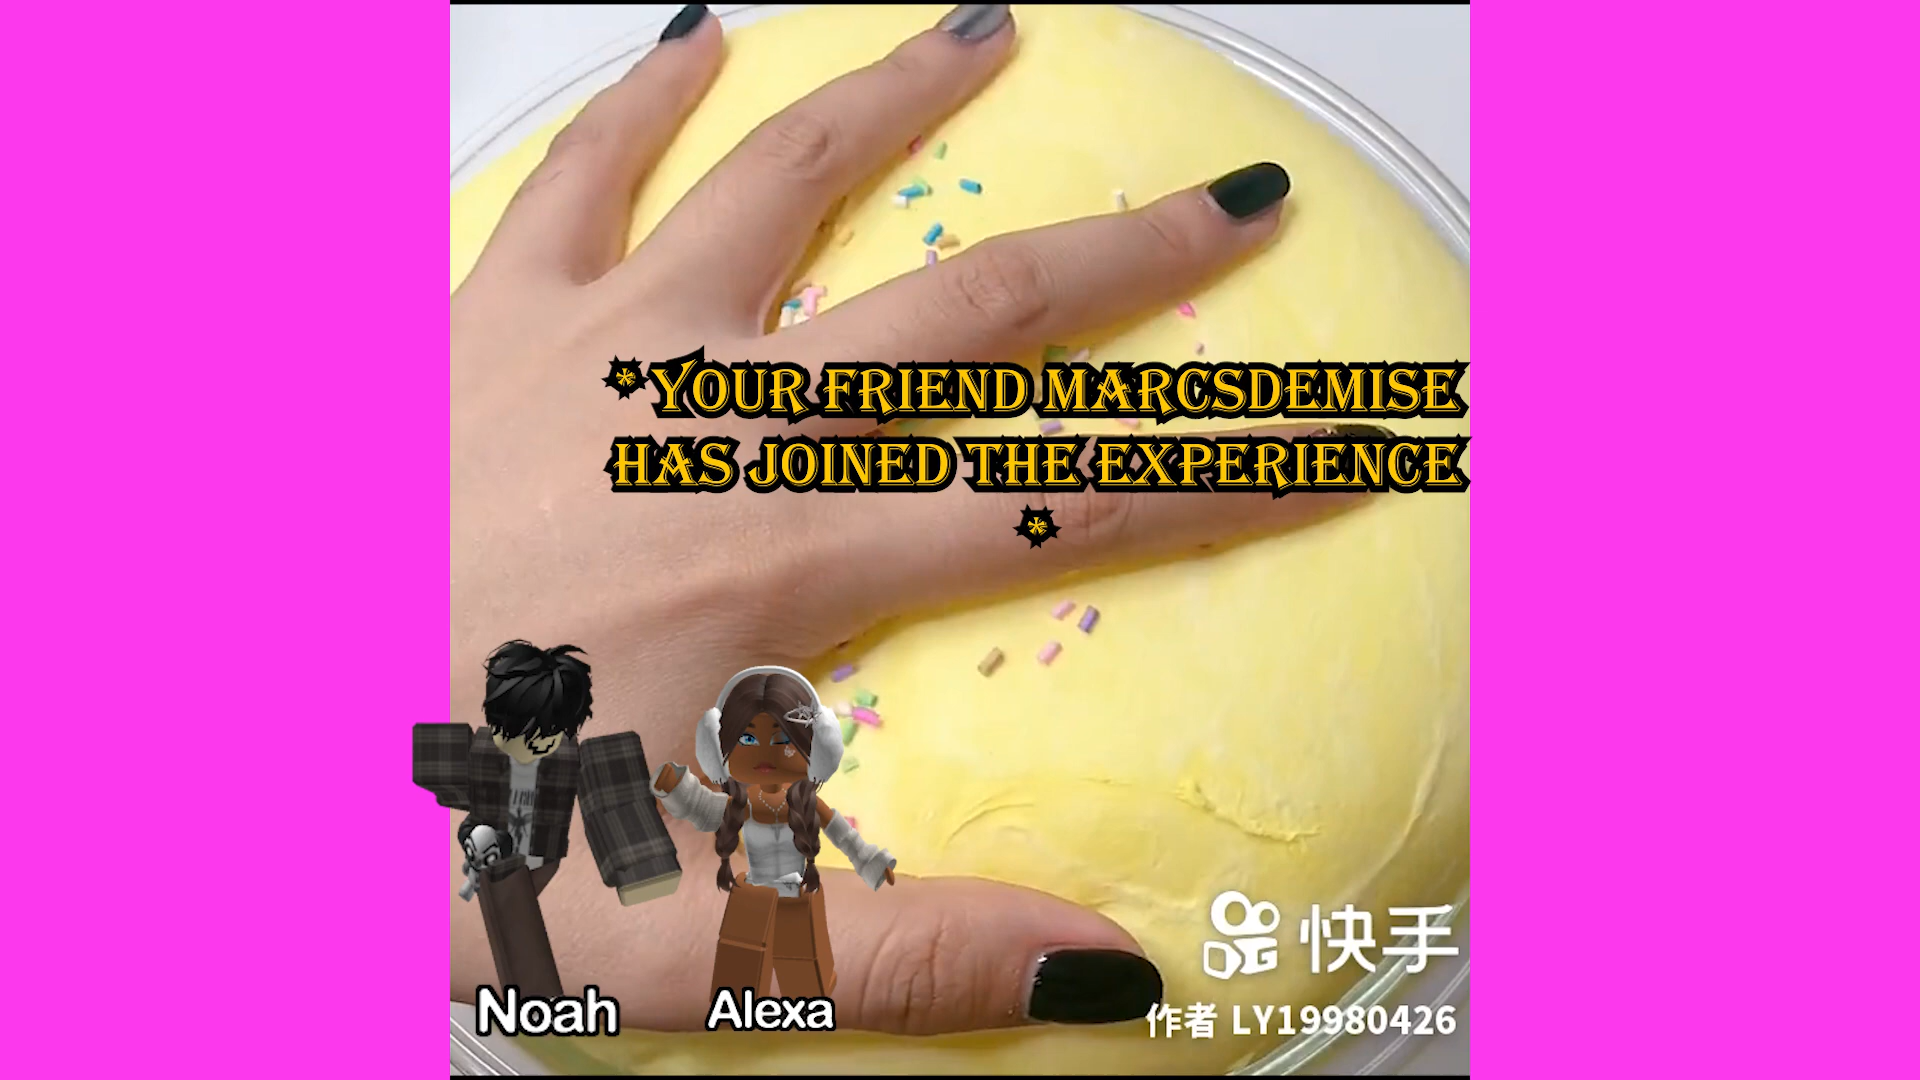 *YOUR FRIEND MARCSDEMISE
HAS JOINED THE EXPERIENCE
*
快手
作者 LY19980426
Noah
Alexa